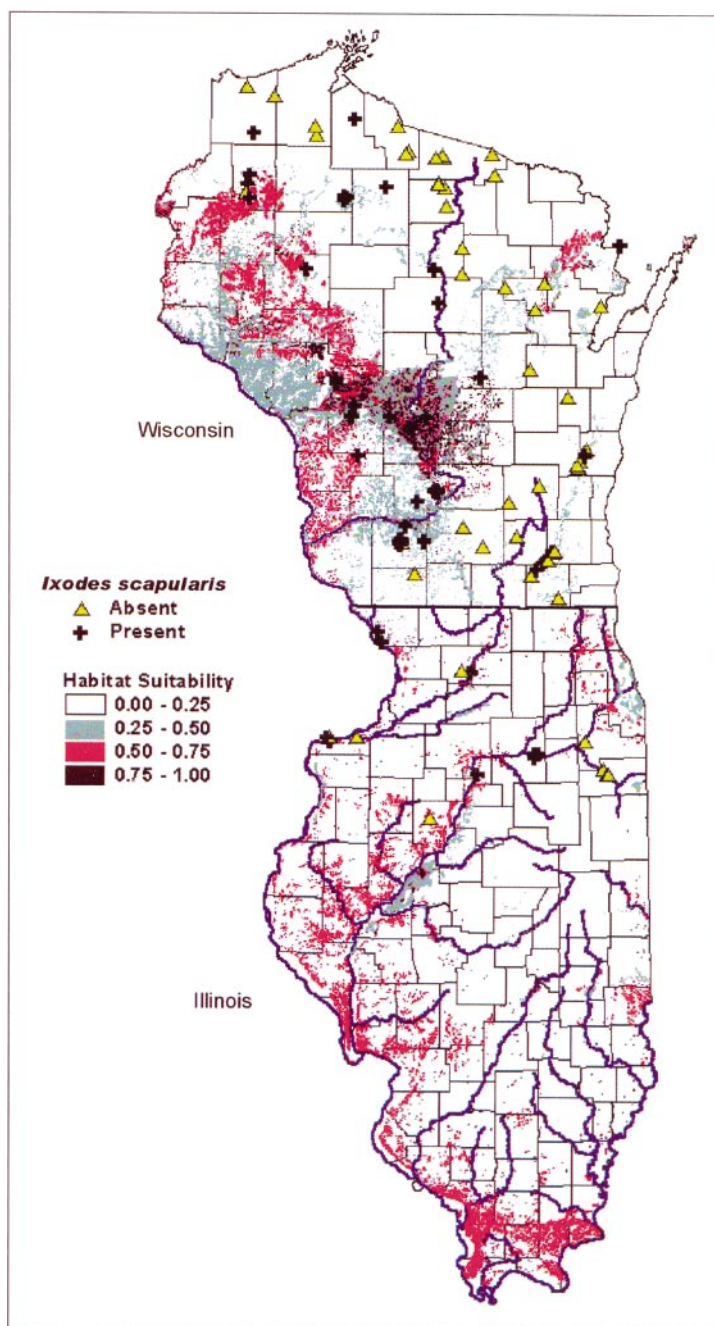 Wisconsin
Ixodes scapularis
Absent
Present
Habitat Suitability
0.00 - 0.25
0.25 - 0.50
0.50 - 0.75
0.75 - 1.00
Illinois